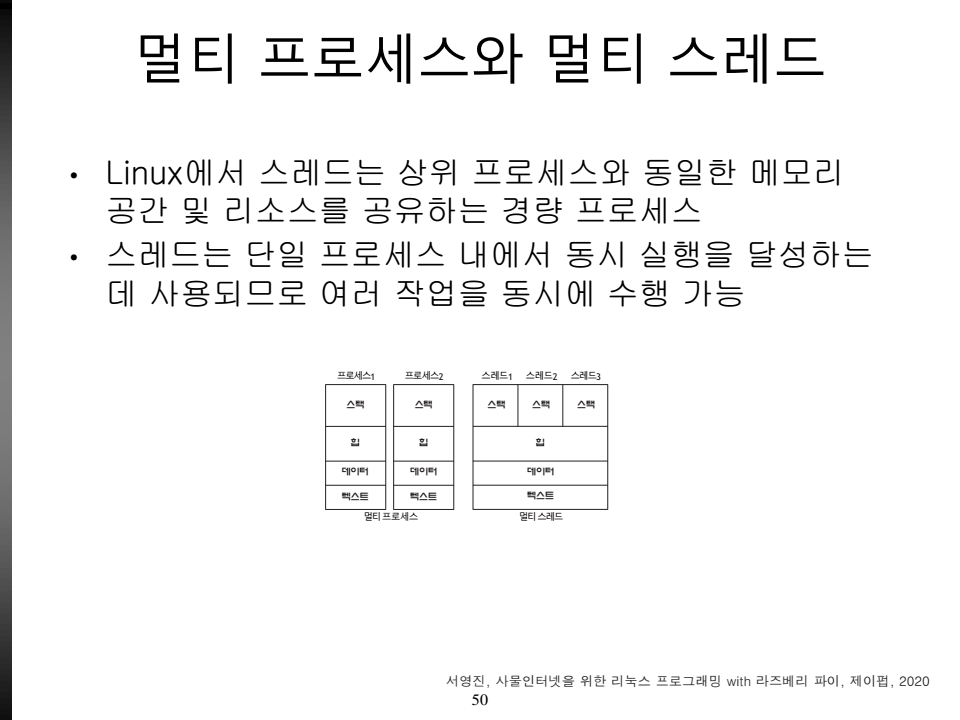 멀티 프로세스와 멀티 스레드
• Linux에서 스레드는 상위 프로세스와 동일한 메모리
공간 및 리소스를 공유하는 경량 프로세스
• 스레드는 단일 프로세스 내에서 동시 실행을 달성하는
데 사용되므로 여러 작업을 동시에 수행 가능
프로세스1 프로세스2 스레드1 스레드2 스레드3
스택 스택 스택 스택 스택
힙 힙 힙
데이터 데이터 데이터
텍스트 텍스트 텍스트
멀티 프로세스 멀티 스레드
서영진, 사물인터넷을 위한 리눅스 프로그래밍 with 라즈베리 파이, 제이펍, 2020
50